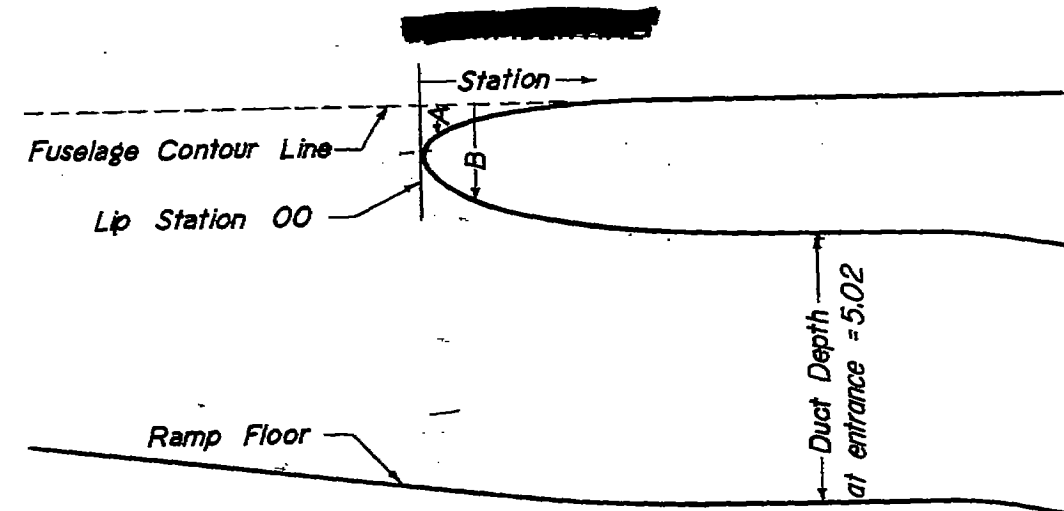 Station
A
Fuselage Contour Line
B
Lip Station 00
Duct Depth
at entrance = 5.02
Ramp Floor